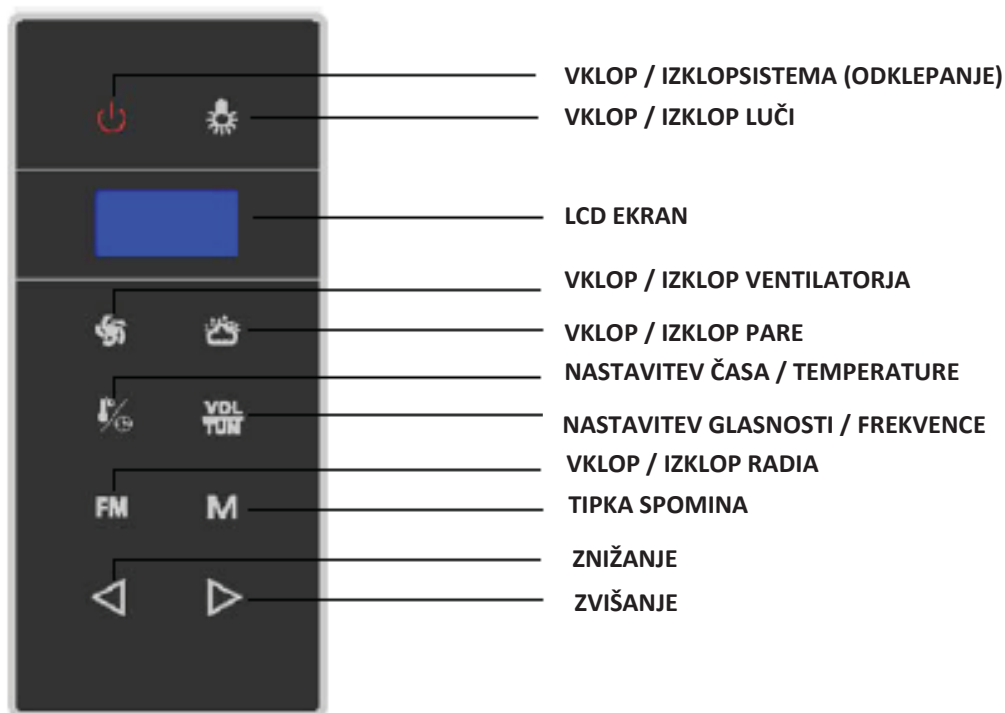 VKLOP / IZKLOPSISTEMA (ODKLEPANJE)
VKLOP / IZKLOP LUČI
LCD EKRAN
VKLOP / IZKLOP VENTILATORJA
VKLOP / IZKLOP PARE
NASTAVITEV ČASA / TEMPERATURE
VOL
TUN
NASTAVITEV GLASNOSTI / FREKVENCE
VKLOP / IZKLOP RADIA
FM
M
TIPKA SPOMINA
ZNIŽANJE
ZVIŠANJE